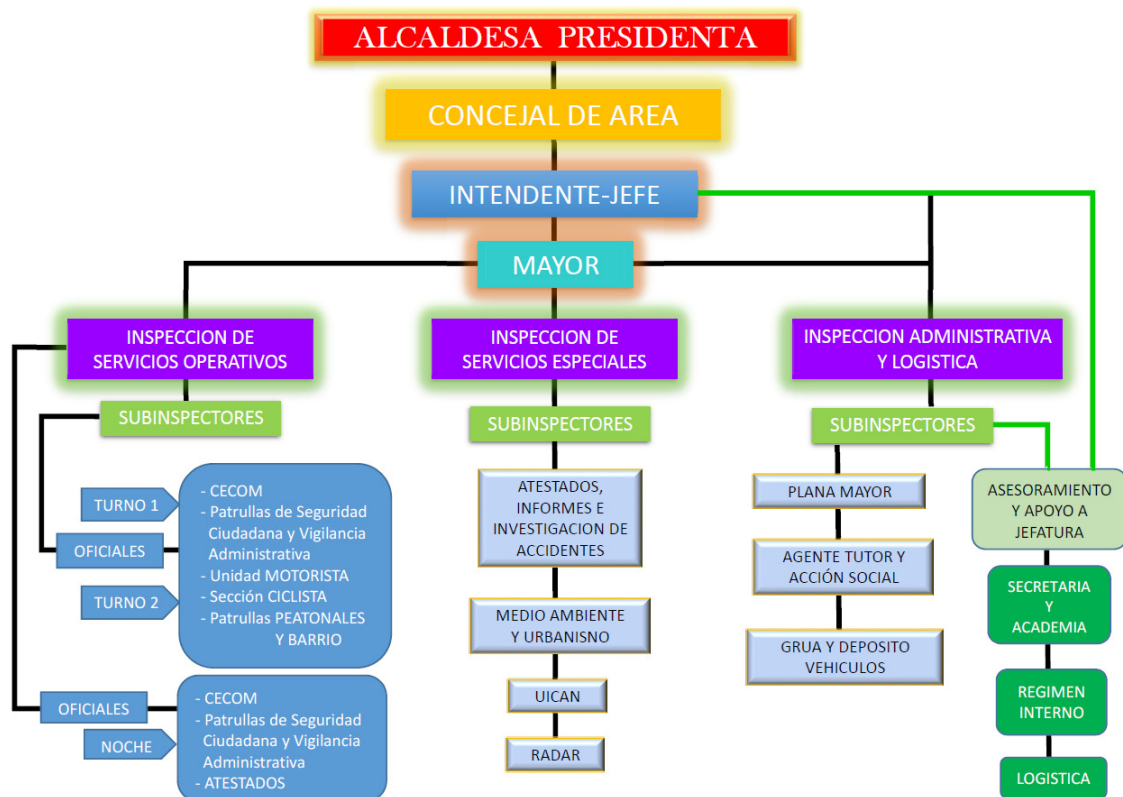 ALCALDESA PRESIDENTA
CONCEJAL DE AREA
INTENDENTE-JEFE
MAYOR
INSPECCION DE
SERVICIOS OPERATIVOS
SUBINSPECTORES
TURNO 1
OFICIALES
TURNO 2
- CECOM
- Patrullas de Seguridad
Ciudadana y Vigilancia
Administrativa
- Unidad MOTORISTA
- Sección CICLISTA
- Patrullas PEATONALES
Y BARRIO
OFICIALES
NOCHE
- CECOM
- Patrullas de Seguridad
Ciudadana y Vigilancia
Administrativa
- ATESTADOS
INSPECCION DE
SERVICIOS ESPECIALES
SUBINSPECTORES
ATESTADOS,
INFORMES E
INVESTIGACION DE
ACCIDENTES
MEDIO AMBIENTE
Y URBANISNO
UICAN
RADAR
INSPECCION ADMINISTRATIVA
Y LOGISTICA
SUBINSPECTORES
PLANA MAYOR
AGENTE TUTOR Y
ACCIÓN SOCIAL
GRUA Y DEPOSITO
VEHICULOS
ASESORAMIENTO
Y APOYO A
JEFATURA
SECRETARIA
Y
ACADEMIA
REGIMEN
INTERNO
LOGISTICA